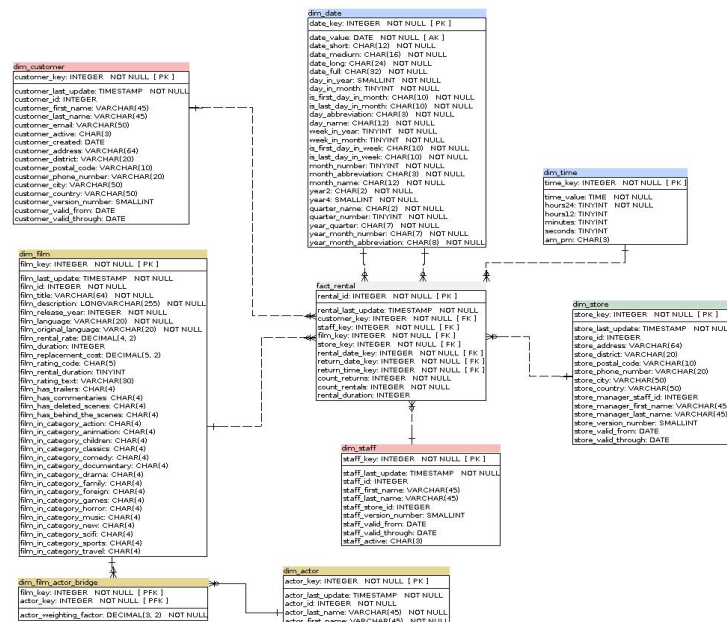 dim_date
date_key: INTEGER NOT NULL [ PK ]
date_value: DATE NOT NULL [ AK ]
date_short: CHAR(12) NOT NULL
date_medium: CHAR(16) NOT NULL
date_long: CHAR(24) NOT NULL
date_full: CHAR(32) NOT NULL
day_in_year: SMALLINT NOT NULL
day_in_month: TINYINT NOT NULL
is_first_day_in_month: CHAR(10) NOT NULL
is_last_day_in_month: CHAR(10) NOT NULL
day_abbreviation: CHAR(3) NOT NULL
day_name: CHAR(12) NOT NULL
week_in_year: TINYINT NOT NULL
week_in_month: TINYINT NOT NULL
is_first_day_in_week: CHAR(10) NOT NULL
is_last_day_in_week: CHAR(10) NOT NULL
month_number: TINYINT NOT NULL
month_abbreviation: CHAR(3) NOT NULL
month_name: CHAR(12) NOT NULL
year2: CHAR(2) NOT NULL
year4: SMALLINT NOT NULL
quarter_name: CHAR(2) NOT NULL
quarter_number: TINYINT NOT NULL
year_quarter: CHAR(7) NOT NULL
year_month_number: CHAR(7) NOT NULL
year_month_abbreviation: CHAR(8) NOT NULL
dim_customer
customer_key: INTEGER NOT NULL [ PK ]
customer_last_update: TIMESTAMP NOT NULL
customer_id: INTEGER
customer_first_name: VARCHAR(45)
customer_last_name: VARCHAR(45)
customer_email: VARCHAR(50)
customer_active: CHAR(3)
customer_created: DATE
customer_address: VARCHAR(64)
customer_district: VARCHAR(20)
customer_postal_code: VARCHAR(10)
customer_phone_number: VARCHAR(20)
customer_city: VARCHAR(50)
customer_country: VARCHAR(50)
customer_version_number: SMALLINT
customer_valid_from: DATE
customer_valid_through: DATE
dim_time
time_key: INTEGER NOT NULL [ PK ]
time_value: TIME NOT NULL
hours24: TINYINT NOT NULL
hours12: TINYINT
minutes: TINYINT
seconds: TINYINT
am_pm: CHAR(3)
dim_film
film_key: INTEGER NOT NULL [ PK ]
film_last_update: TIMESTAMP NOT NULL
film_id: INTEGER NOT NULL
film_title: VARCHAR(64) NOT NULL
film_description: LONGVARCHAR(255) NOT NULL
film_release_year: INTEGER NOT NULL
film_language: VARCHAR(20) NOT NULL
film_original_language: VARCHAR(20) NOT NULL
film_rental_rate: DECIMAL(4, 2)
film_duration: INTEGER
film_replacement_cost: DECIMAL(5, 2)
film_rating_code: CHAR(5)
film_rental_duration: TINYINT
film_rating_text: VARCHAR(30)
film_has_trailers: CHAR(4)
film_has_commentaries: CHAR(4)
film_has_deleted_scenes: CHAR(4)
film_has_behind_the_scenes: CHAR(4)
film_in_category_action: CHAR(4)
film_in_category_animation: CHAR(4)
film_in_category_children: CHAR(4)
film_in_category_classics: CHAR(4)
film_in_category_comedy: CHAR(4)
film_in_category_documentary: CHAR(4)
film_in_category_drama: CHAR(4)
film_in_category_family: CHAR(4)
film_in_category_foreign: CHAR(4)
film_in_category_games: CHAR(4)
film_in_category_horror: CHAR(4)
film_in_category_music: CHAR(4)
film_in_category_new: CHAR(4)
film_in_category_scifi: CHAR(4)
film_in_category_sports: CHAR(4)
film_in_category_travel: CHAR(4)
fact_rental
rental_id: INTEGER NOT NULL [ PK ]
rental_last_update: TIMESTAMP NOT NULL
customer_key: INTEGER NOT NULL [ FK ]
staff_key: INTEGER NOT NULL [ FK ]
film_key: INTEGER NOT NULL [ FK ]
store_key: INTEGER NOT NULL [ FK ]
rental_date_key: INTEGER NOT NULL [ FK ]
return_date_key: INTEGER NOT NULL [ FK ]
return_time_key: INTEGER NOT NULL [ FK ]
count_returns: INTEGER NOT NULL
count_rentals: INTEGER NOT NULL
rental_duration: INTEGER
dim_store
store_key: INTEGER NOT NULL [ PK ]
store_last_update: TIMESTAMP NOT NUL
store_id: INTEGER
store_address: VARCHAR(64)
store_district: VARCHAR(20)
store_postal_code: VARCHAR(10)
store_phone_number: VARCHAR(20)
store_city: VARCHAR(50)
store_country: VARCHAR(50)
store_manager_staff_id: INTEGER
store_manager_first_name: VARCHAR(45)
store_manager_last_name: VARCHAR(45)
store_version_number: SMALLINT
store_valid_from: DATE
store_valid_through: DATE
dim_staff
staff_key: INTEGER NOT NULL [ PK ]
staff_last_update: TIMESTAMP NOT NULL
staff_id: INTEGER
staff_first_name: VARCHAR(45)
staff_last_name: VARCHAR(45)
staff_store_id: INTEGER
staff_version_number: SMALLINT
staff_valid_from: DATE
staff_valid_through: DATE
staff_active: CHAR(3)
dim_film_actor_bridge
film_key: INTEGER NOT NULL [ PFK ]
actor_key: INTEGER NOT NULL [ PFK ]
actor_weighting_factor: DECIMAL(3, 2) NOT NULL
dim_actor
actor_key: INTEGER NOT NULL [ PK ]
actor_last_update: TIMESTAMP NOT NULL
actor_id: INTEGER NOT NULL
actor_last_name: VARCHAR(45) NOT NULL
actor_first_name: VARCHAR(45) NOT NULL